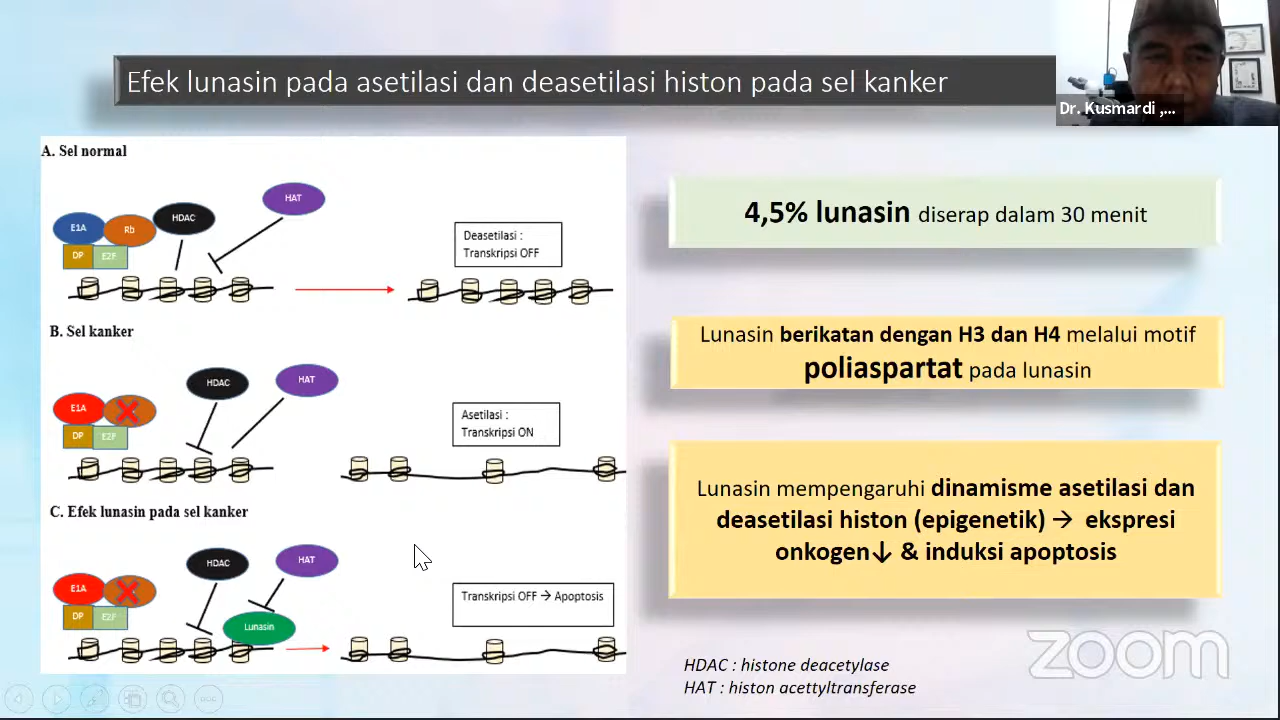 Efek lunasin pada asetilasi dan deasetilasi histon pada sel kanker
Dr. Kusmardi ,...
A. Sel normal
HAT
HDAC
E1A
Rb
DP
E2F
Deasetilasi :
Transkripsi OFF
B. Sel kanker
HDAC
HAT
E1A
DP
E2F
Asetilasi :
Transkripsi ON
C. Efek lunasin pada sel kanker
HDAC
HAT
E1A
DP
E2F
Lunasin
Transkripsi OFF → Apoptosis
4,5% lunasin diserap dalam 30 menit
Lunasin berikatan dengan H3 dan H4 melalui motif
poliaspartat pada lunasin
Lunasin mempengaruhi dinamisme asetilasi dan
deasetilasi histon (epigenetik) → ekspresi
onkogen↓ & induksi apoptosis
HDAC : histone deacetylase
HAT : histon acettyltransferase
zoom